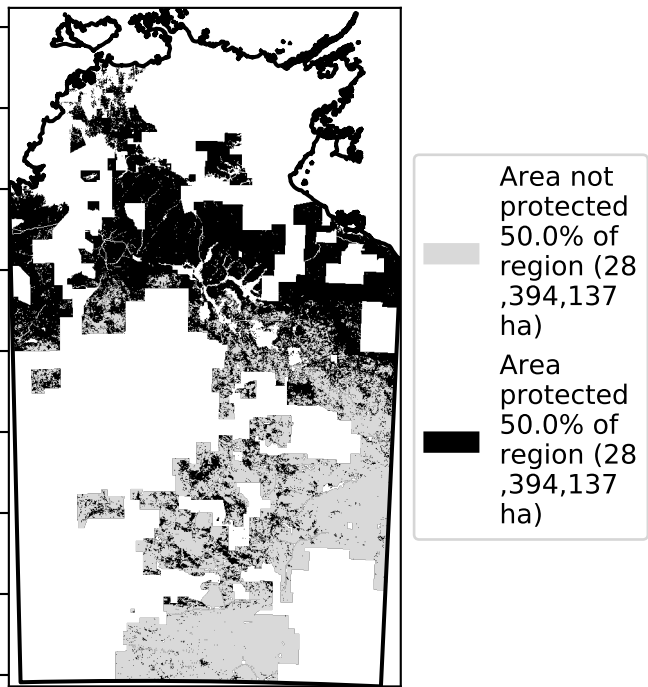 Area not
protected
50.0% of
region (28
,394,137
ha)
Area
protected
50.0% of
region (28
,394,137
ha)